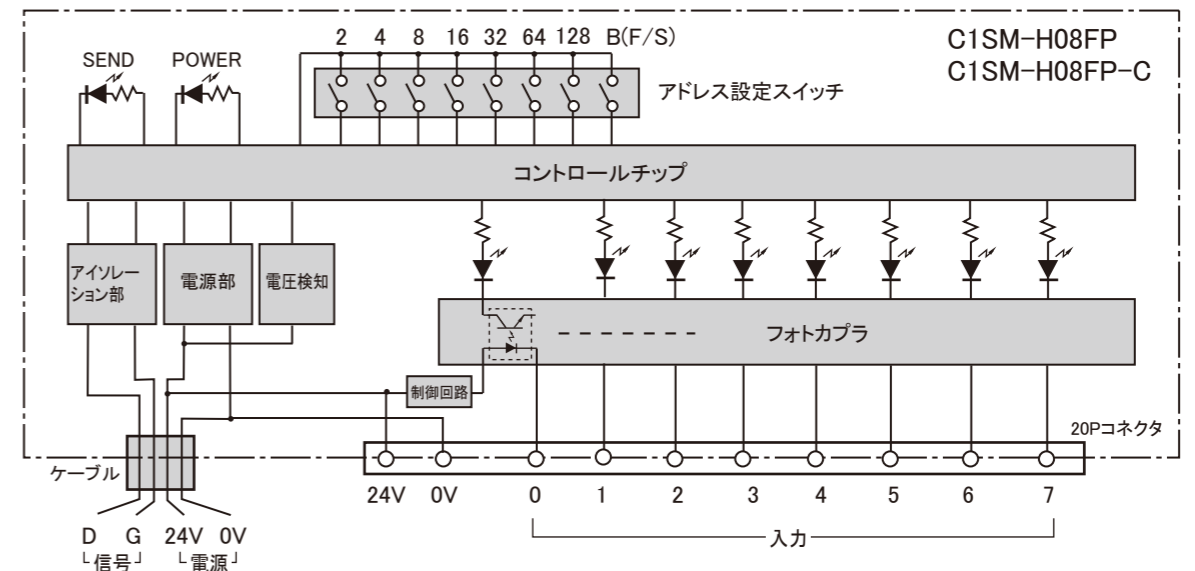 C1SM-H08FP
C1SM-H08FP-C
2 4 8 16 32 64 128 B(F/S)
SEND POWER
アドレス設定スイッチ
コントロールチップ
アイソレー
ション部
電源部
電圧検知
フォトカプラ
制御回路
20Pコネクタ
ケーブル
24V 0V 0 1 2 3 4 5 6 7
入力
D G 24V 0V
信号 電源